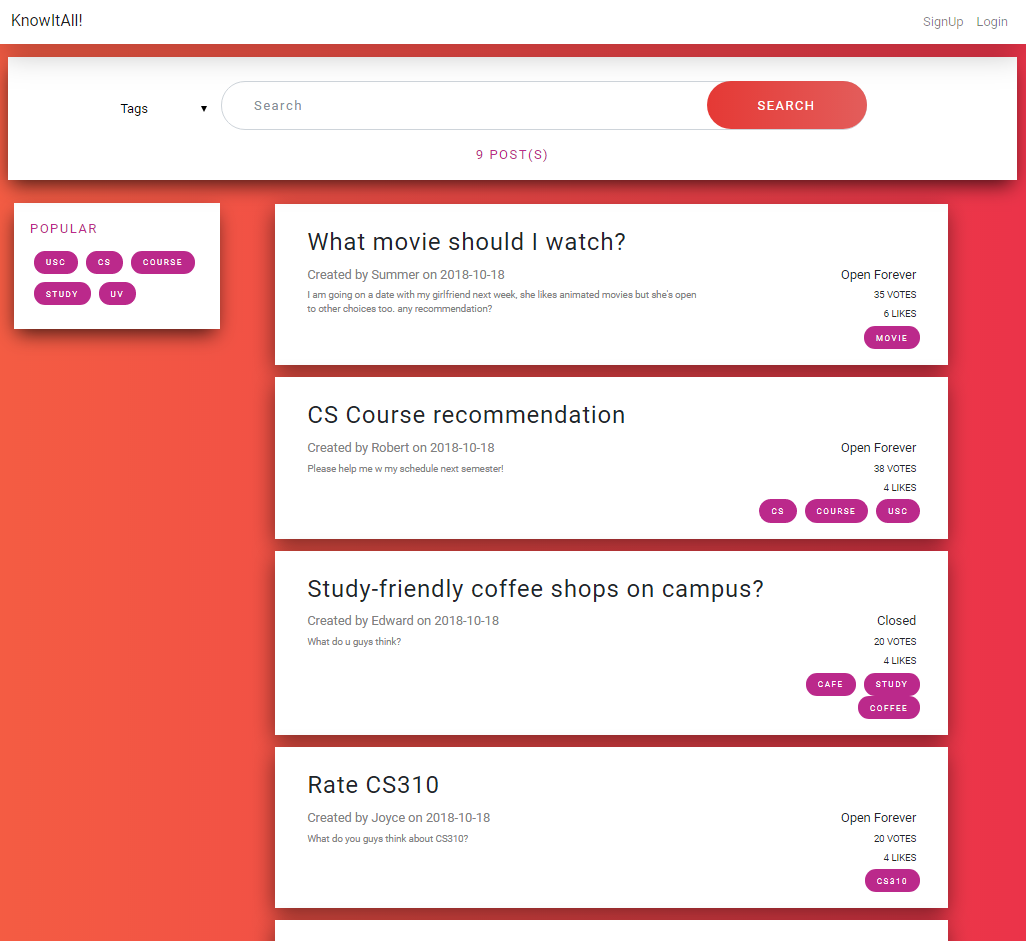 KnowItAll!
SignUp Login
Tags ▼ Search SEARCH
9 POST(S)
POPULAR
USC CS COURSE
STUDY UV
What movie should I watch?
Created by Summer on 2018-10-18
Open Forever
I am going on a date with my girlfriend next week, she likes animated movies but she's open
to other choices too. any recommendation?
35 VOTES
6 LIKES
MOVIE
CS Course recommendation
Created by Robert on 2018-10-18
Open Forever
Please help me w my schedule next semester!
38 VOTES
4 LIKES
CS COURSE USC
Study-friendly coffee shops on campus?
Created by Edward on 2018-10-18
Closed
What do u guys think?
20 VOTES
4 LIKES
CAFE STUDY
COFFEE
Rate CS310
Created by Joyce on 2018-10-18
Open Forever
What do you guys think about CS310?
20 VOTES
4 LIKES
CS310